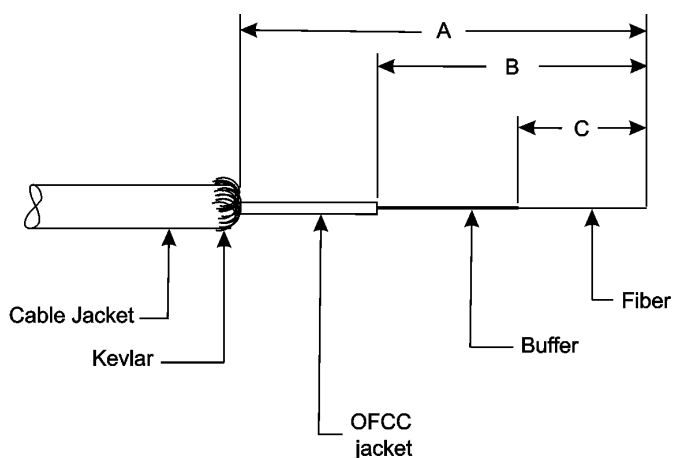 A
B
C
Cable Jacket
Kevlar
OFCC
jacket
Buffer
Fiber